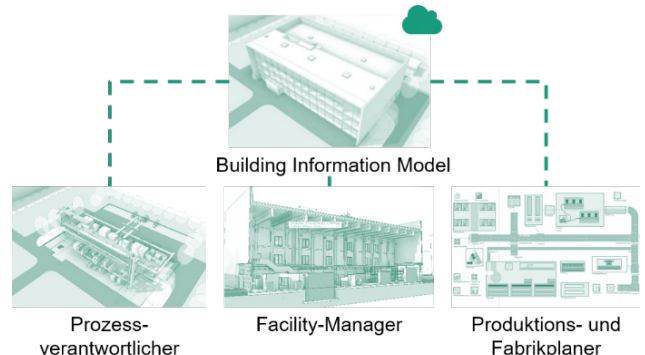 Building Information Model
Prozess-
verantwortlicher
Facility-Manager
Produktions- und
Fabrikplaner